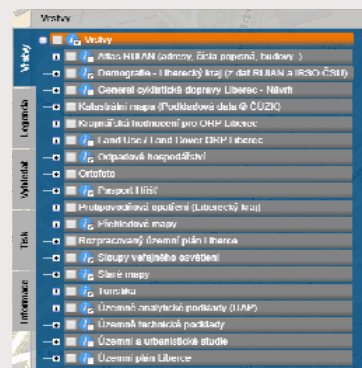 Vrstvy
Vrstvy
Legenda
Vyhledat
Tisk
Informace
Vrstvy
Atlas RUIAN (adresy, čísla popisná, budovy..)
Demografie - Liberecký kraj (z dat RUIAN a IRSO ČSÚ)
General cyklistické dopravy Liberec - Návrh
Katastrální mapa (Podkladová data @ ČÚZK)
Krajinářská hodnocení pro ORP Liberec
Land Use / Land Cover ORP Liberec
Odpadové hospodářství
Ortofoto
Pasport Hřišť
Protipovodňová opatření (Liberecký kraj)
Přehledové mapy
Rozpracovaný územní plán Liberce
Sloupy veřejného osvětlení
Staré mapy
Turistika
Územně analytické podklady (ÚAP)
Územně technické podklady
Územní a urbanistické studie
Územní plán Liberce